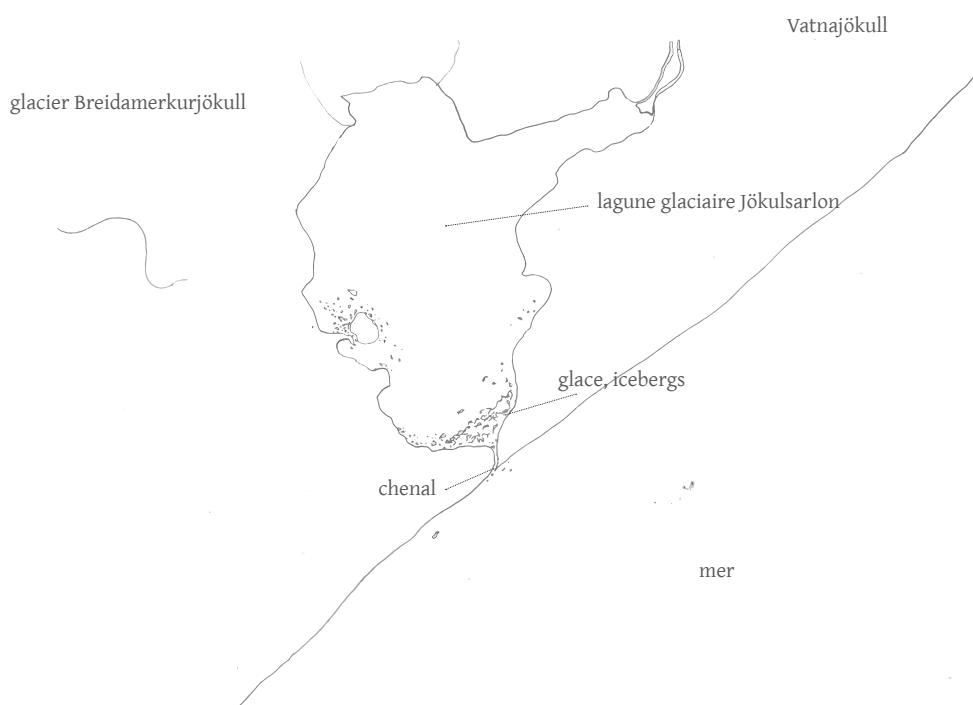 Vatnajökull
glacier Breidamerkurjökull
lagune glaciaire Jökulsarlon
glace, icebergs
chenal
mer